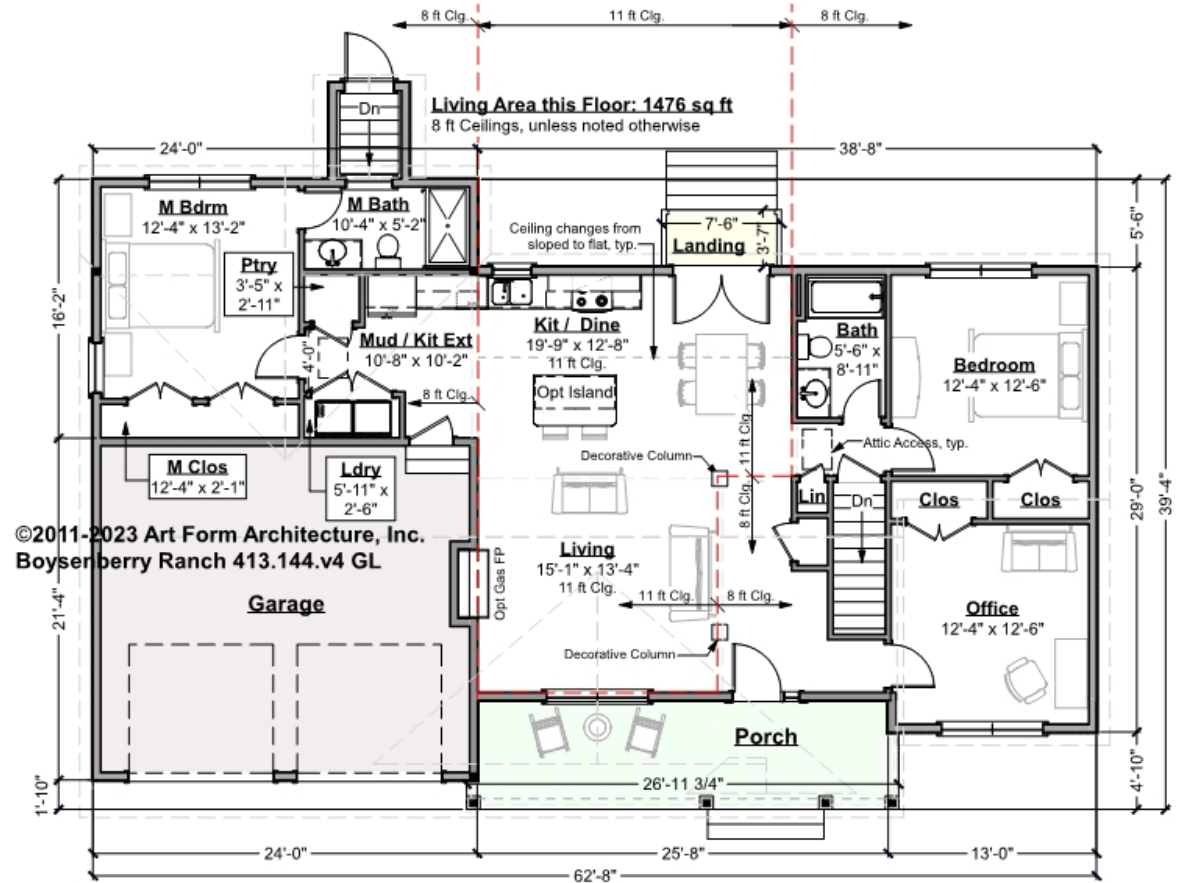 8 ft Clg.
11 ft Clg.
8 ft Clg.
Dn
Living Area this Floor: 1476 sq ft
8 ft Ceilings, unless noted otherwise
24'-0"
38'-8"
M Bdrm
12'-4" x 13'-2"
M Bath
10'-4" x 5'-2"
Ceiling changes from
sloped to flat, typ.
7'-6"
3'-7"
Landing
5'-6"
Ptry
3'-5" x
2'-11"
16'-2"
4'-0"
Mud / Kit Ext
10'-8" x 10'-2"
8 ft Clg.
Kit / Dine
19'-9" x 12'-8"
11 ft Clg.
Opt Island
Bath
5'-6" x
8'-11"
Bedroom
12'-4" x 12'-6"
Attic Access, typ.
11 ft Clg.
8 ft Clg.
Decorative Column
M Clos
12'-4" x 2'-1"
Ldry
5'-11" x
2'-6"
Lin
Dn
Clos
Clos
29'-0"
39'-4"
©2011-2023 Art Form Architecture, Inc.
Boysenberry Ranch 413.144.v4 GL
Living
15'-1" x 13'-4"
11 ft Clg.
Opt Gas FP
11 ft Clg.
8 ft Clg.
Garage
21'-4"
Office
12'-4" x 12'-6"
Decorative Column
Porch
26'-11 3/4"
1'-10"
4'-10"
24'-0"
25'-8"
13'-0"
62'-8"